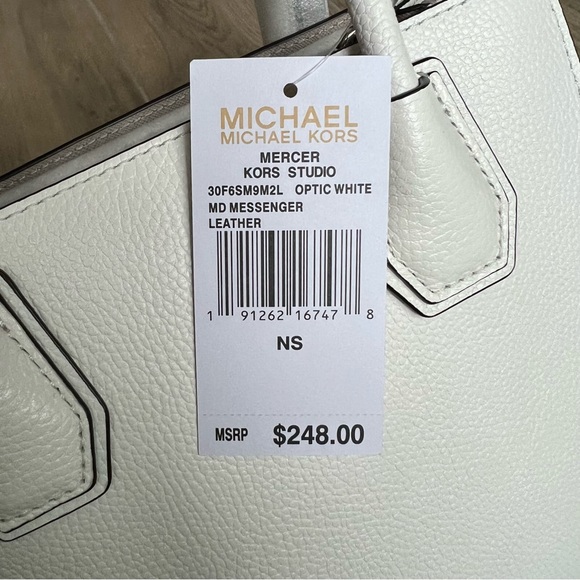 MICHAEL
MICHAEL KORS
MERCER
KORS STUDIO
30F6SM9M2L OPTIC WHITE
MD MESSENGER
LEATHER
1 91262 16747 8
NS
MSRP $248.00